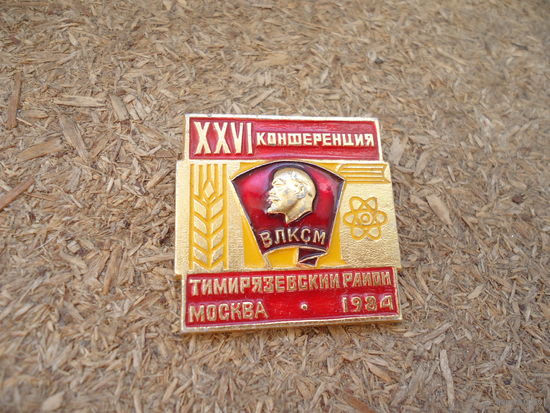 XXVI КОНФЕРЕНЦИЯ
ВЛКСМ
ТИМИРЯЗЕВСКИЙ РАЙОН
МОСКВА · 1984